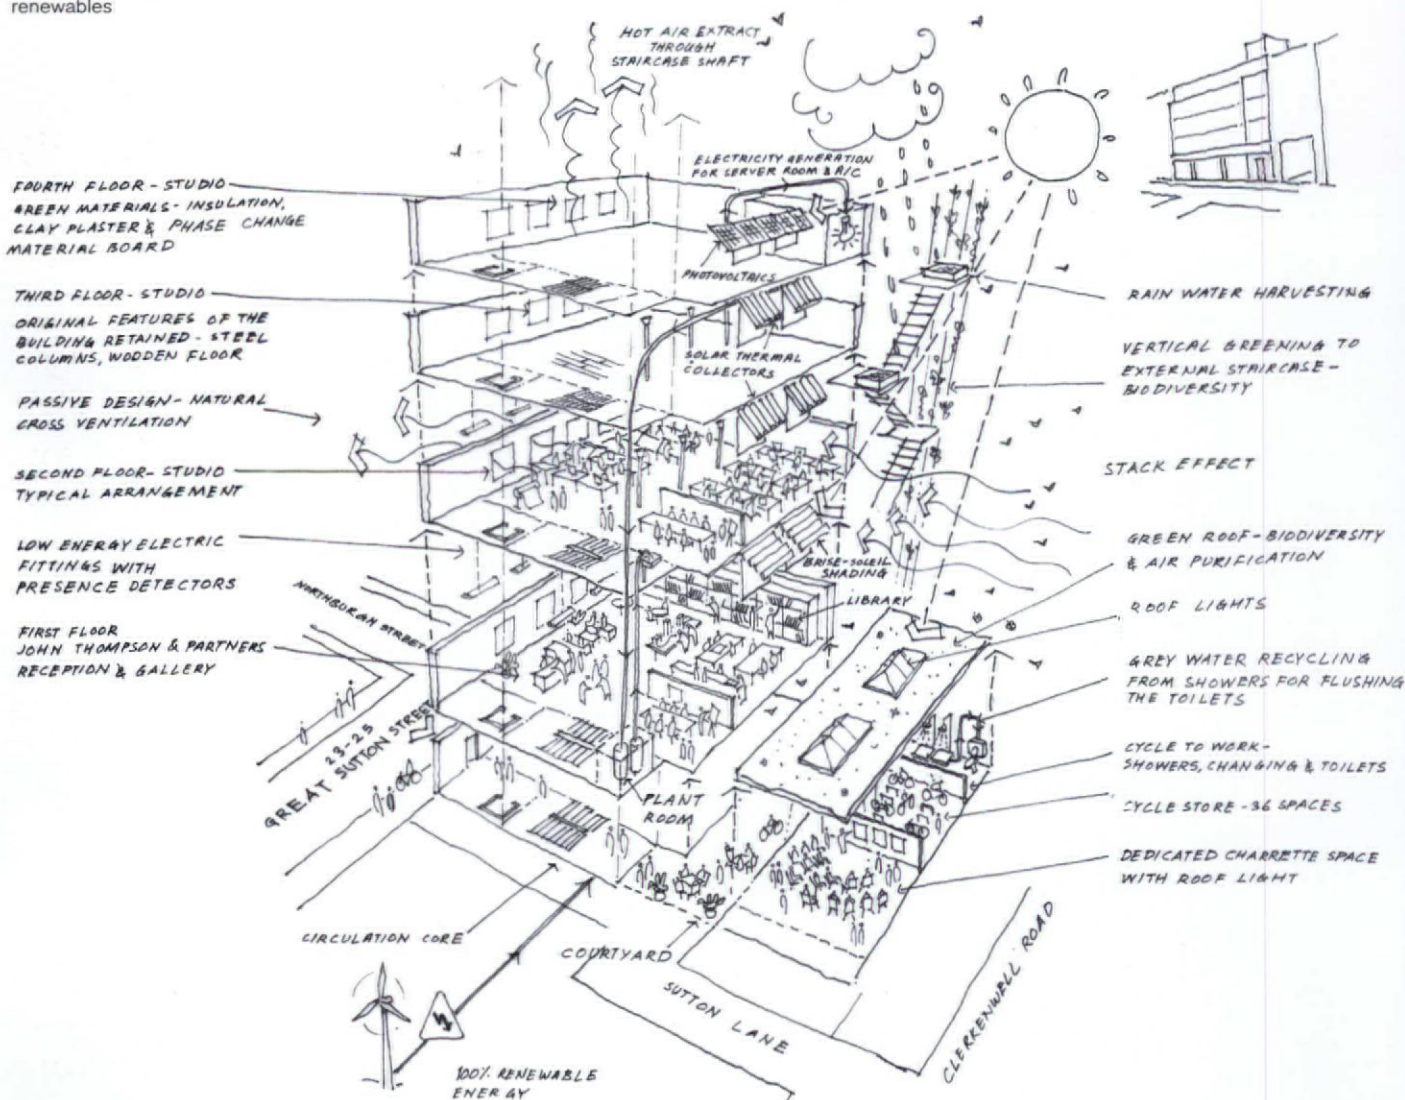 renewables
HOT AIR EXTRACT
THROUGH
STAIRCASE SHAFT
ELECTRICITY GENERATION
FOR SERVER ROOM & A/C
FOURTH FLOOR - STUDIO
GREEN MATERIALS - INSULATION,
CLAY PLASTER & PHASE CHANGE
MATERIAL BOARD
PHOTOVOLTAICS
THIRD FLOOR - STUDIO
ORIGINAL FEATURES OF THE
BUILDING RETAINED - STEEL
COLUMNS, WOODEN FLOOR
SOLAR THERMAL
COLLECTORS
RAIN WATER HARVESTING
VERTICAL GREENING TO
EXTERNAL STAIRCASE -
BIODIVERSITY
PASSIVE DESIGN - NATURAL
CROSS VENTILATION
SECOND FLOOR - STUDIO
TYPICAL ARRANGEMENT
STACK EFFECT
LOW ENERGY ELECTRIC
FITTINGS WITH
PRESENCE DETECTORS
BRISE-SOLEIL
SHADING
LIBRARY
GREEN ROOF - BIODIVERSITY
& AIR PURIFICATION
ROOF LIGHTS
NORTHBURGH STREET
FIRST FLOOR
JOHN THOMPSON & PARTNERS
RECEPTION & GALLERY
GREY WATER RECYCLING
FROM SHOWERS FOR FLUSHING
THE TOILETS
23-25
GREAT SUTTON STREET
CYCLE TO WORK -
SHOWERS, CHANGING & TOILETS
PLANT
ROOM
CYCLE STORE - 36 SPACES
DEDICATED CHARRETTE SPACE
WITH ROOF LIGHT
CIRCULATION CORE
COURTYARD
SUTTON LANE
CLERKENWELL ROAD
100% RENEWABLE
ENERGY